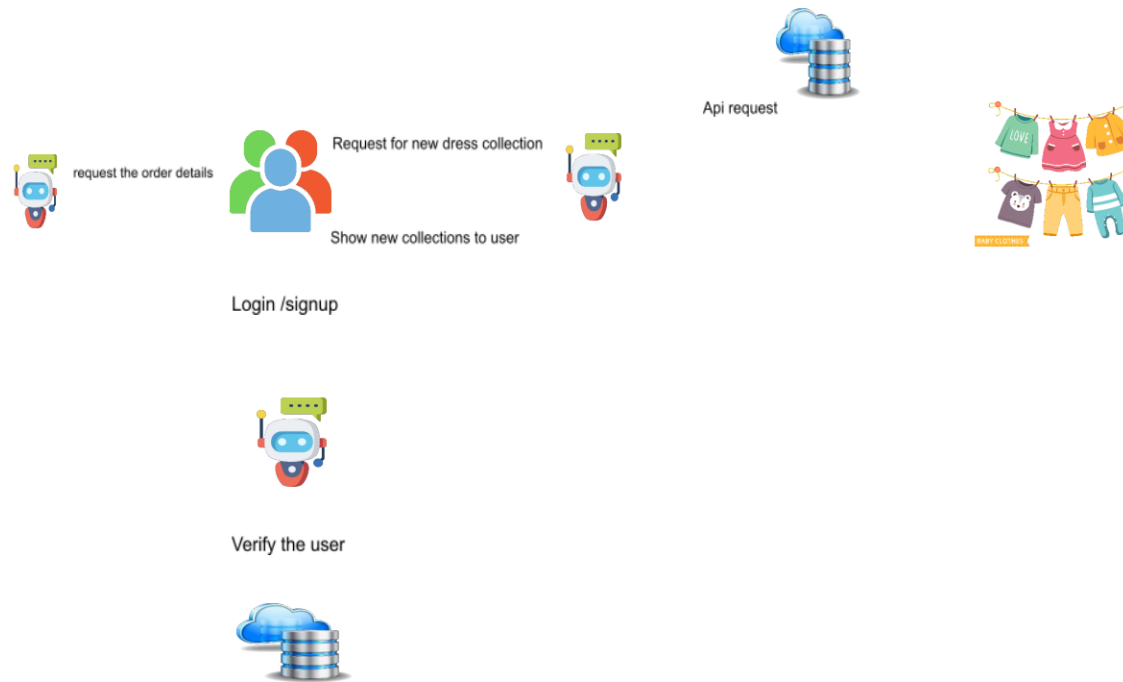 Api request
Request for new dress collection
request the order details
LOVE
Show new collections to user
BABY CLOTHES
Login /signup
Verify the user